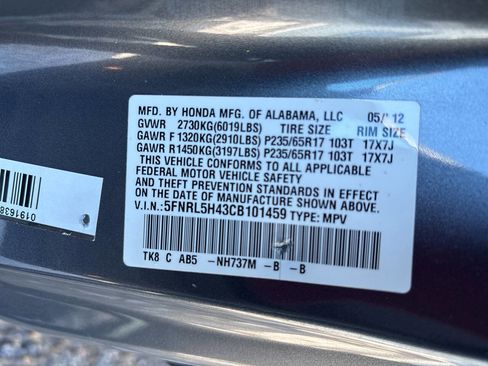 MFD. BY HONDA MFG. OF ALABAMA, LLC 05/12
GVWR 2730KG(6019LBS) TIRE SIZE RIM SIZE
GAWR F 1320KG(2910LBS) P235/65R17 103T 17X7J
GAWR R1450KG(3197LBS) P235/65R17 103T 17X7J
THIS VEHICLE CONFORMS TO ALL APPLICABLE
FEDERAL MOTOR VEHICLE SAFETY
AND THEFT PREVENTION STANDARDS IN EFFECT
ON THE DATE OF MANUFACTURE SHOWN ABOVE.
V.I.N.:5FNRL5H43CB101459 TYPE: MPV
TK8 C AB5 -NH737M -B -B